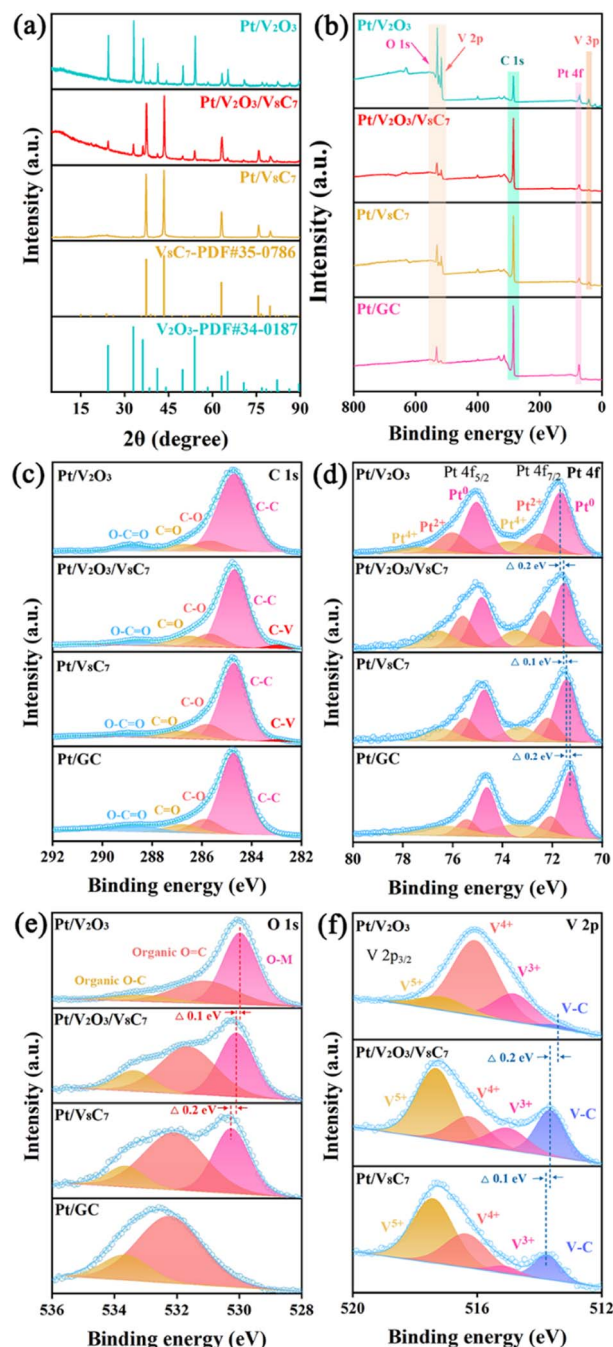 (a)
Pt/V₂O₃
Pt/V₂O₃/V₈C₇
Pt/V₈C₇
V₈C₇-PDF#35-0786
V₂O₃-PDF#34-0187
Intensity (a.u.)
15 30 45 60 75 90
2θ (degree)
(b)
Pt/V₂O₃
V 3p
O 1s
V 2p
C 1s
Pt 4f
Pt/V₂O₃/V₈C₇
Pt/V₈C₇
Pt/GC
Intensity (a.u.)
800 600 400 200 0
Binding energy (eV)
(c)
Pt/V₂O₃
C 1s
O-C=O
C=O
C-O
C-C
Pt/V₂O₃/V₈C₇
O-C=O
C=O
C-O
C-C
C-V
Pt/V₈C₇
O-C=O
C=O
C-O
C-C
C-V
Pt/GC
O-C=O
C=O
C-O
C-C
Intensity (a.u.)
292 290 288 286 284 282
Binding energy (eV)
(d)
Pt/V₂O₃
Pt 4f₅/₂
Pt 4f₇/₂
Pt 4f
Pt⁴⁺
Pt²⁺
Pt⁰
Pt⁴⁺
Pt²⁺
Pt⁰
Pt/V₂O₃/V₈C₇
△ 0.2 eV
Pt/V₈C₇
△ 0.1 eV
Pt/GC
△ 0.2 eV
Intensity (a.u.)
80 78 76 74 72 70
Binding energy (eV)
(e)
Pt/V₂O₃
O 1s
Organic O-C
Organic O=C
O-M
Pt/V₂O₃/V₈C₇
△ 0.1 eV
Pt/V₈C₇
△ 0.2 eV
Pt/GC
Intensity (a.u.)
536 534 532 530 528
Binding energy (eV)
(f)
Pt/V₂O₃
V 2p
V 2p₃/₂
V⁵⁺
V⁴⁺
V³⁺
V-C
Pt/V₂O₃/V₈C₇
△ 0.2 eV
V⁵⁺
V⁴⁺
V³⁺
V-C
Pt/V₈C₇
△ 0.1 eV
V⁵⁺
V⁴⁺
V³⁺
V-C
Intensity (a.u.)
520 516 512
Binding energy (eV)